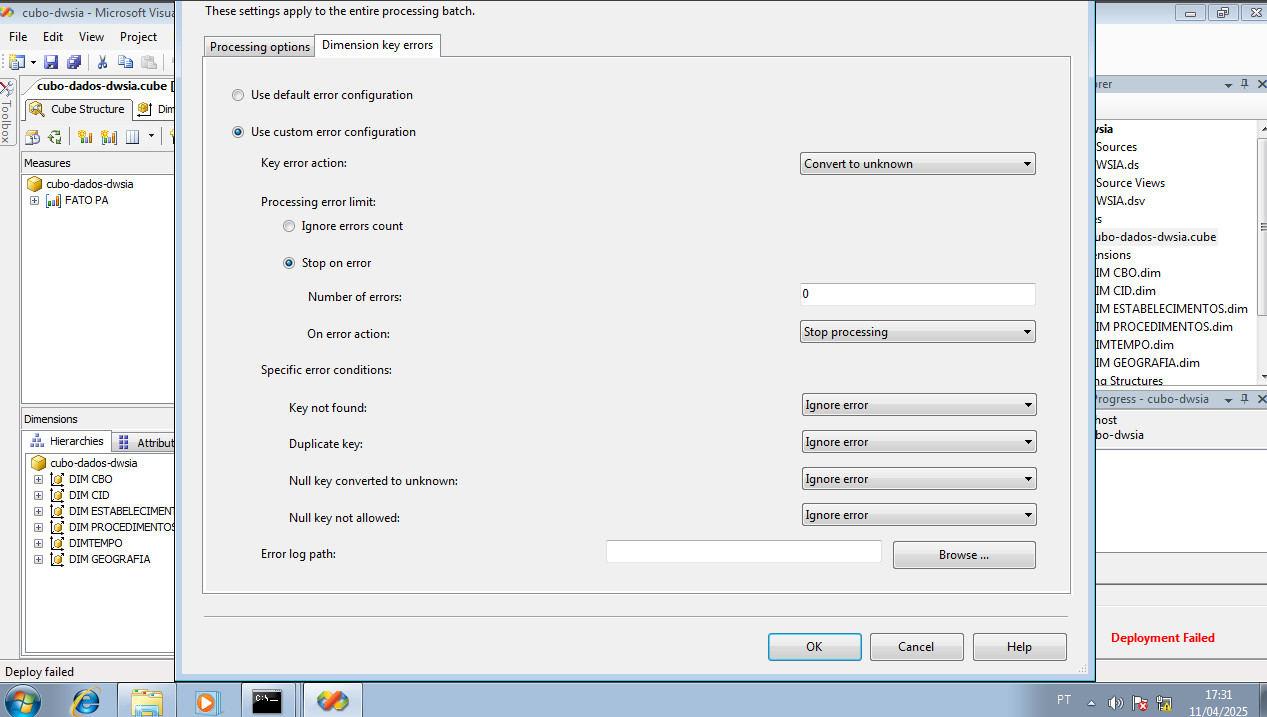 cubo-dwsia - Microsoft Visua
These settings apply to the entire processing batch.
File Edit View Project
Processing options
Dimension key errors
Toolbox
cubo-dados-dwsia.cube [
Cube Structure
Dim
Measures
cubo-dados-dwsia
FATO PA
Dimensions
Hierarchies
Attribut
cubo-dados-dwsia
DIM CBO
DIM CID
DIM ESTABELECIMENT
DIM PROCEDIMENTOS
DIMTEMPO
DIM GEOGRAFIA
Use default error configuration
Use custom error configuration
Key error action:
Convert to unknown
Processing error limit:
Ignore errors count
Stop on error
Number of errors:
0
On error action:
Stop processing
Specific error conditions:
Key not found:
Ignore error
Duplicate key:
Ignore error
Null key converted to unknown:
Ignore error
Null key not allowed:
Ignore error
Error log path:
Browse ...
OK
Cancel
Help
orer
wsia
Sources
WSIA.ds
Source Views
WSIA.dsv
es
ubo-dados-dwsia.cube
ensions
IM CBO.dim
IM CID.dim
IM ESTABELECIMENTOS.dim
IM PROCEDIMENTOS.dim
IMTEMPO.dim
IM GEOGRAFIA.dim
ng Structures
Progress - cubo-dwsia
host
bo-dwsia
Deployment Failed
Deploy failed
C:\._
PT
17:31
11/04/2025